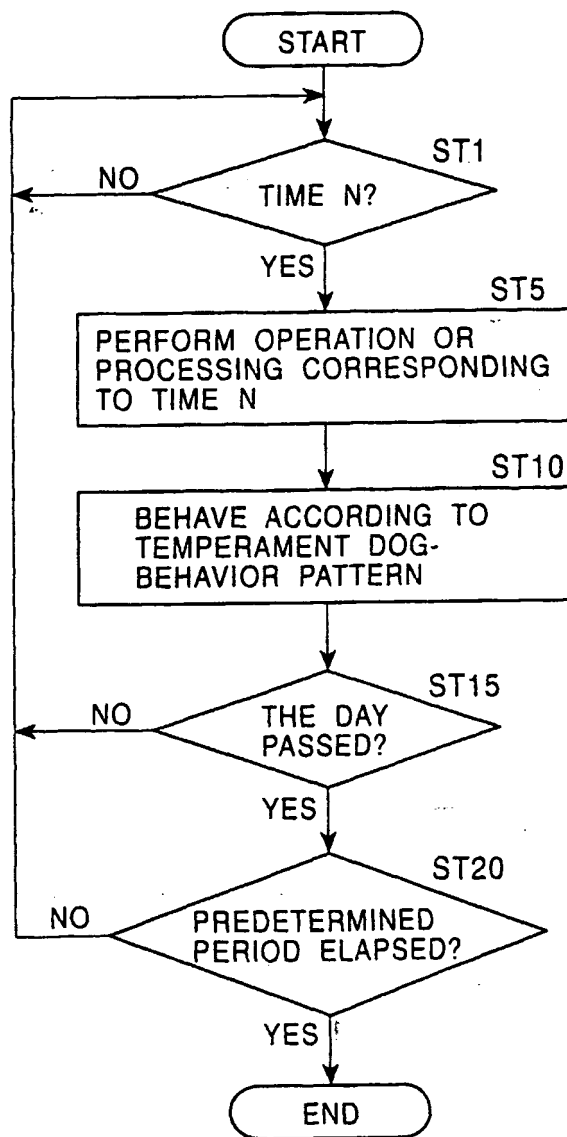 START
ST1
NO
TIME N?
YES
ST5
PERFORM OPERATION OR
PROCESSING CORRESPONDING
TO TIME N
ST10
BEHAVE ACCORDING TO
TEMPERAMENT DOG-
BEHAVIOR PATTERN
ST15
NO
THE DAY
PASSED?
YES
ST20
NO
PREDETERMINED
PERIOD ELAPSED?
YES
END